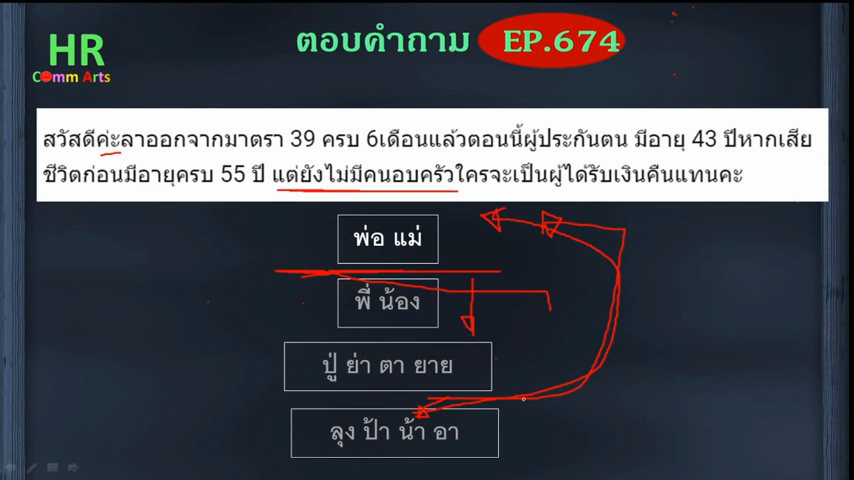 HR
Comm Arts
ตอบคำถาม EP.674
สวัสดีค่ะลาออกจากมาตรา 39 ครบ 6เดือนแล้วตอนนี้ผู้ประกันตน มีอายุ 43 ปีหากเสีย
ชีวิตก่อนมีอายุครบ 55 ปี แต่ยังไม่มีคนอบครัวใครจะเป็นผู้ได้รับเงินคืนแทนคะ
พ่อ แม่
พี่ น้อง
ปู่ ย่า ตา ยาย
ลุง ป้า น้า อา